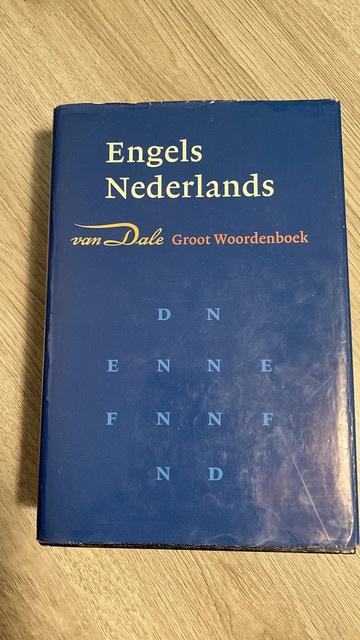 Engels
Nederlands
van Dale Groot Woordenboek
D N
E N N E
F N N F
N D